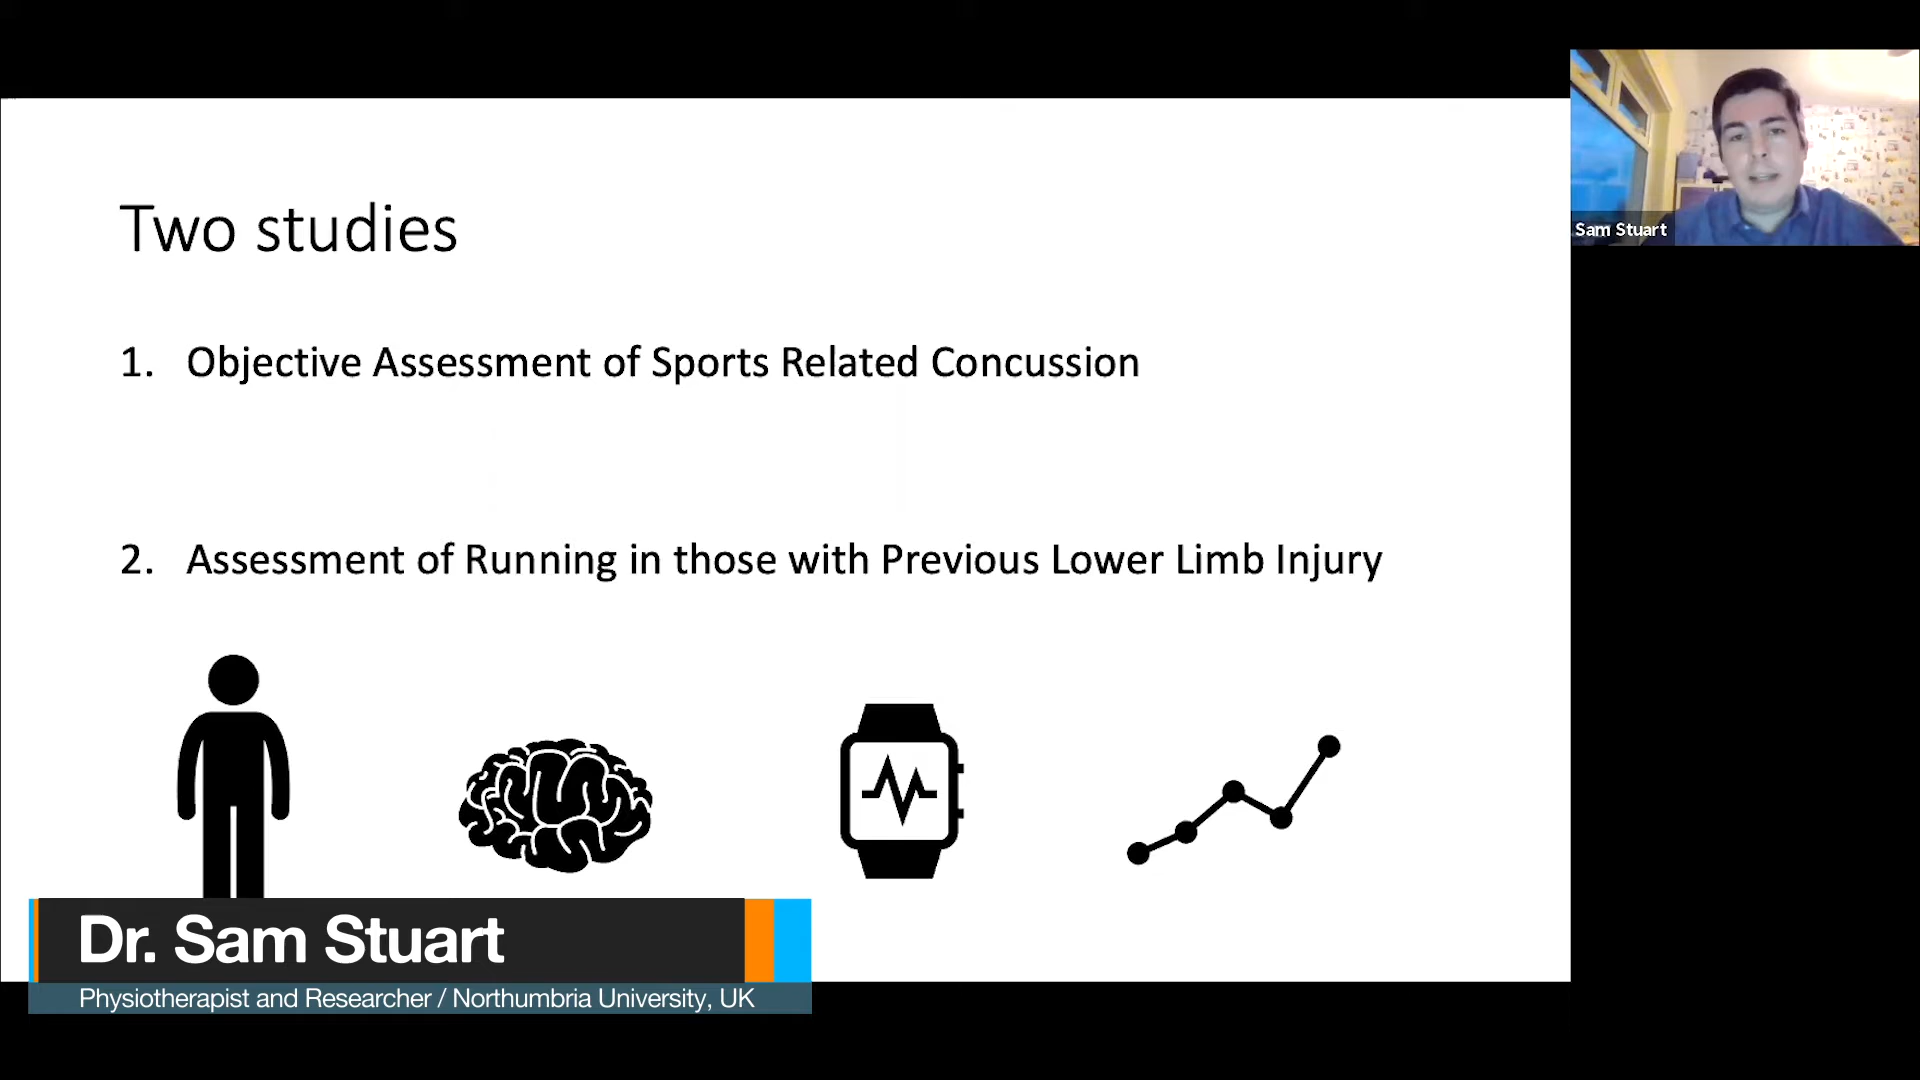 Two studies
1. Objective Assessment of Sports Related Concussion
2. Assessment of Running in those with Previous Lower Limb Injury
Sam Stuart
Dr. Sam Stuart
Physiotherapist and Researcher / Northumbria University, UK